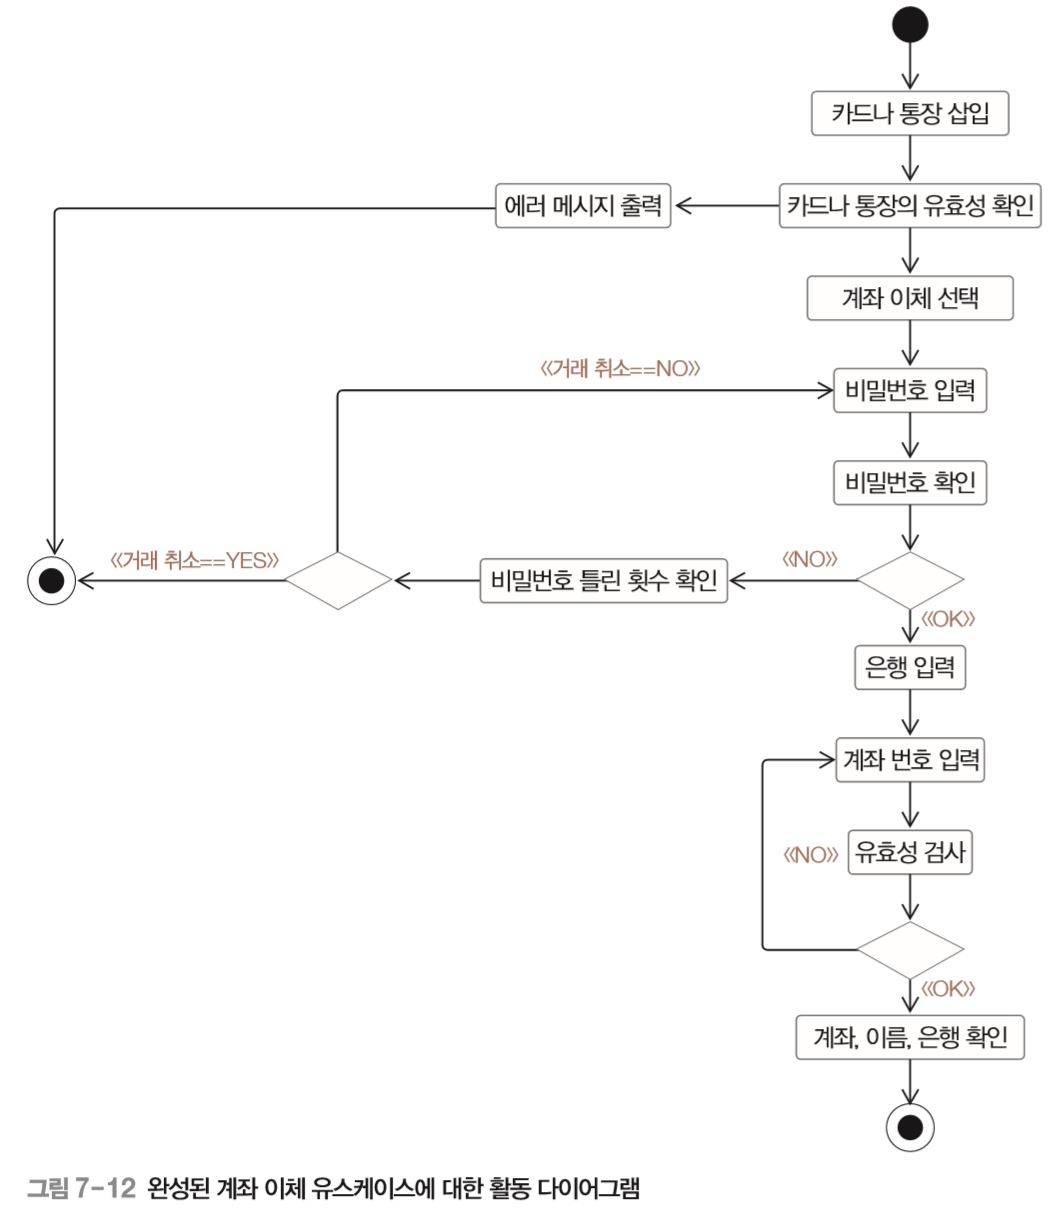 카드나 통장 삽입
에러 메시지 출력
카드나 통장의 유효성 확인
계좌 이체 선택
《거래 취소==NO》
비밀번호 입력
비밀번호 확인
《거래 취소==YES》
비밀번호 틀린 횟수 확인
《NO》
《OK》
은행 입력
계좌 번호 입력
《NO》
유효성 검사
《OK》
계좌, 이름, 은행 확인
그림 7-12 완성된 계좌 이체 유스케이스에 대한 활동 다이어그램